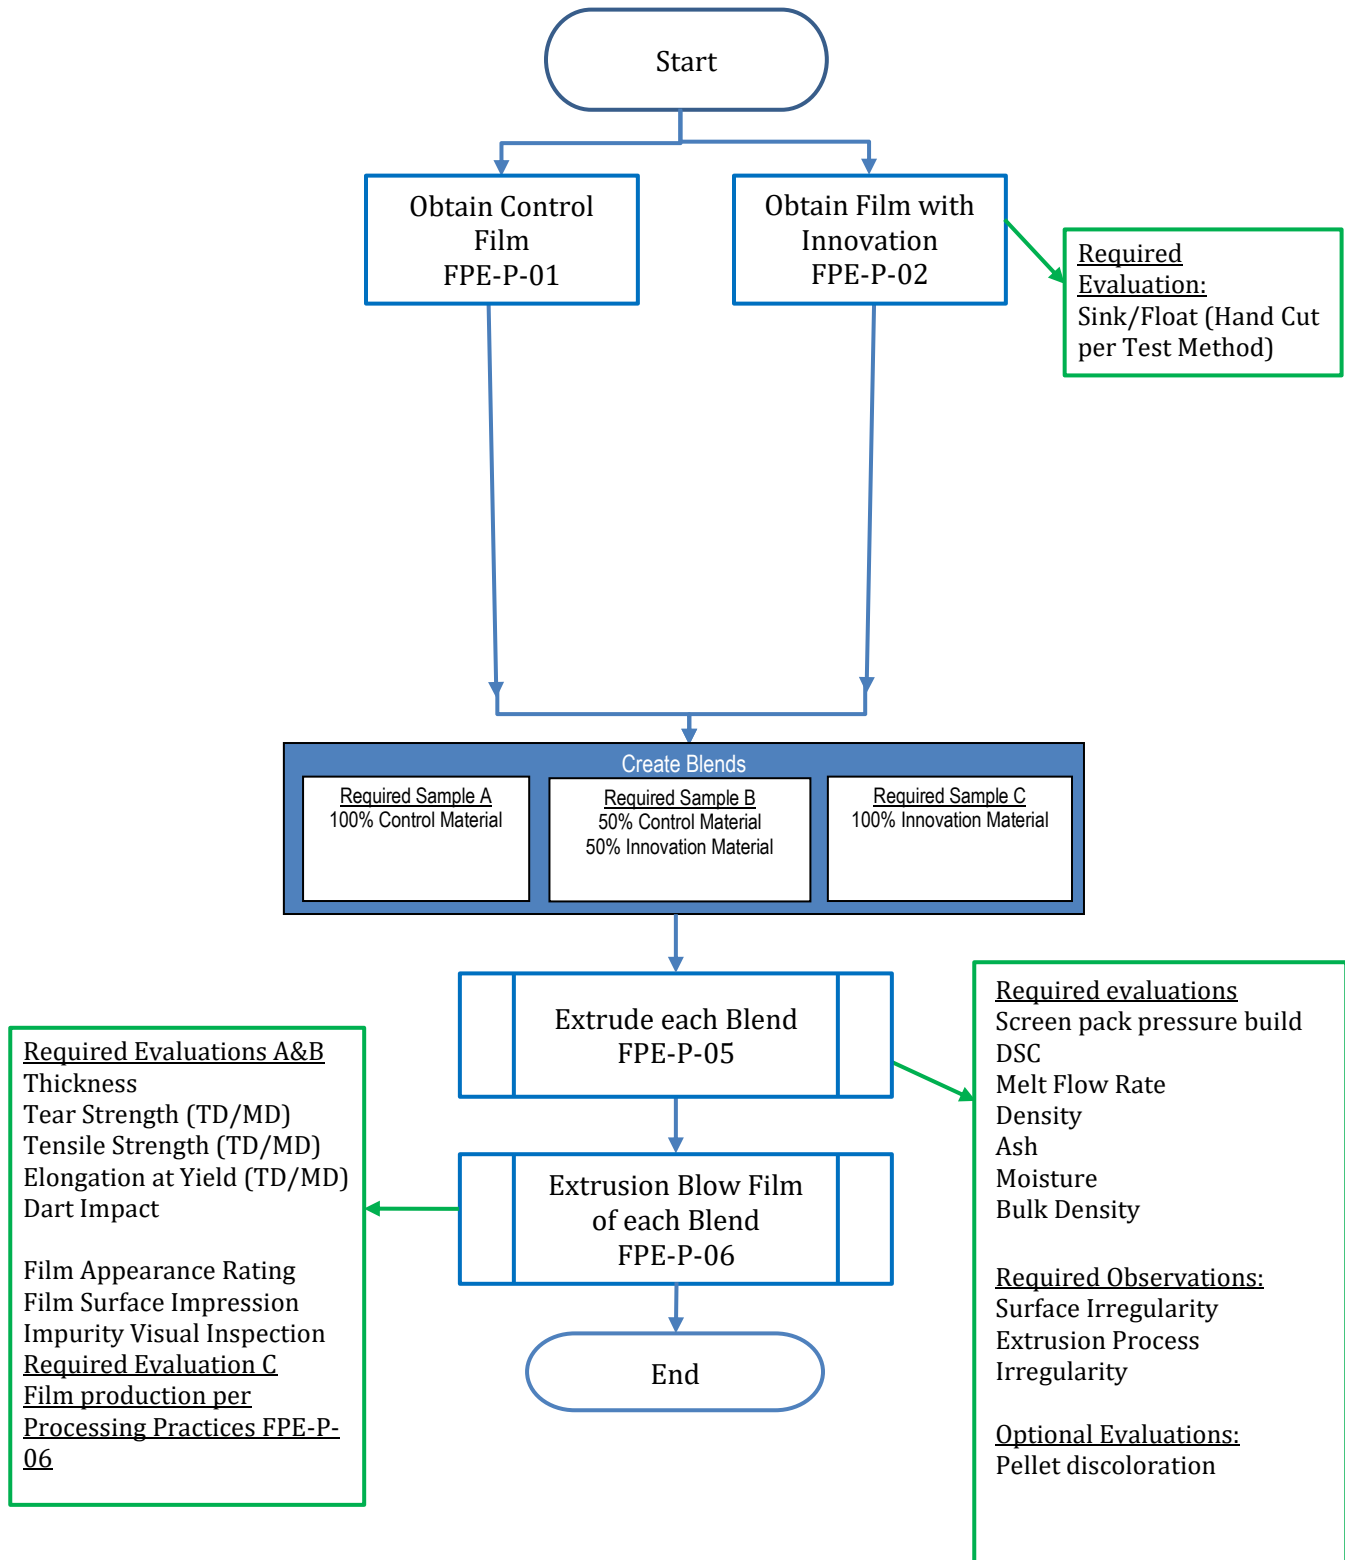 Start
Obtain Control
Film
FPE-P-01
Obtain Film with
Innovation
FPE-P-02
Required
Evaluation:
Sink/Float (Hand Cut
per Test Method)
Create Blends
Required Sample A
100% Control Material
Required Sample B
50% Control Material
50% Innovation Material
Required Sample C
100% Innovation Material
Extrude each Blend
FPE-P-05
Required evaluations
Screen pack pressure build
DSC
Melt Flow Rate
Density
Ash
Moisture
Bulk Density
Required Observations:
Surface Irregularity
Extrusion Process
Irregularity
Optional Evaluations:
Pellet discoloration
Required Evaluations A&B
Thickness
Tear Strength (TD/MD)
Tensile Strength (TD/MD)
Elongation at Yield (TD/MD)
Dart Impact
Film Appearance Rating
Film Surface Impression
Impurity Visual Inspection
Required Evaluation C
Film production per
Processing Practices FPE-P-
06
Extrusion Blow Film
of each Blend
FPE-P-06
End